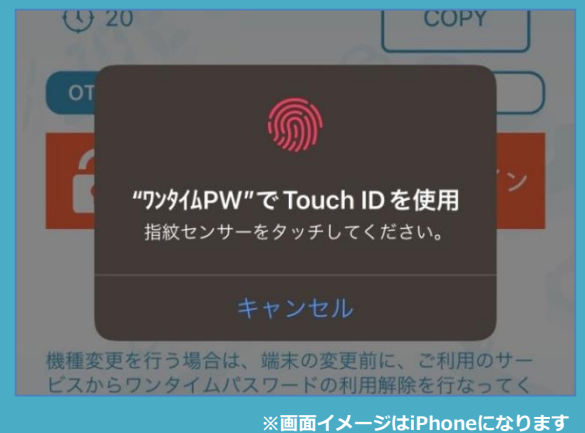 20
COPY
OT
イン
“ﾜﾝﾀｲﾑPW”でTouch IDを使用
指紋センサーをタッチしてください。
キャンセル
機種変更を行う場合は、端末の変更前に、ご利用のサー
ビスからワンタイムパスワードの利用解除を行なってく
※画面イメージはiPhoneになります